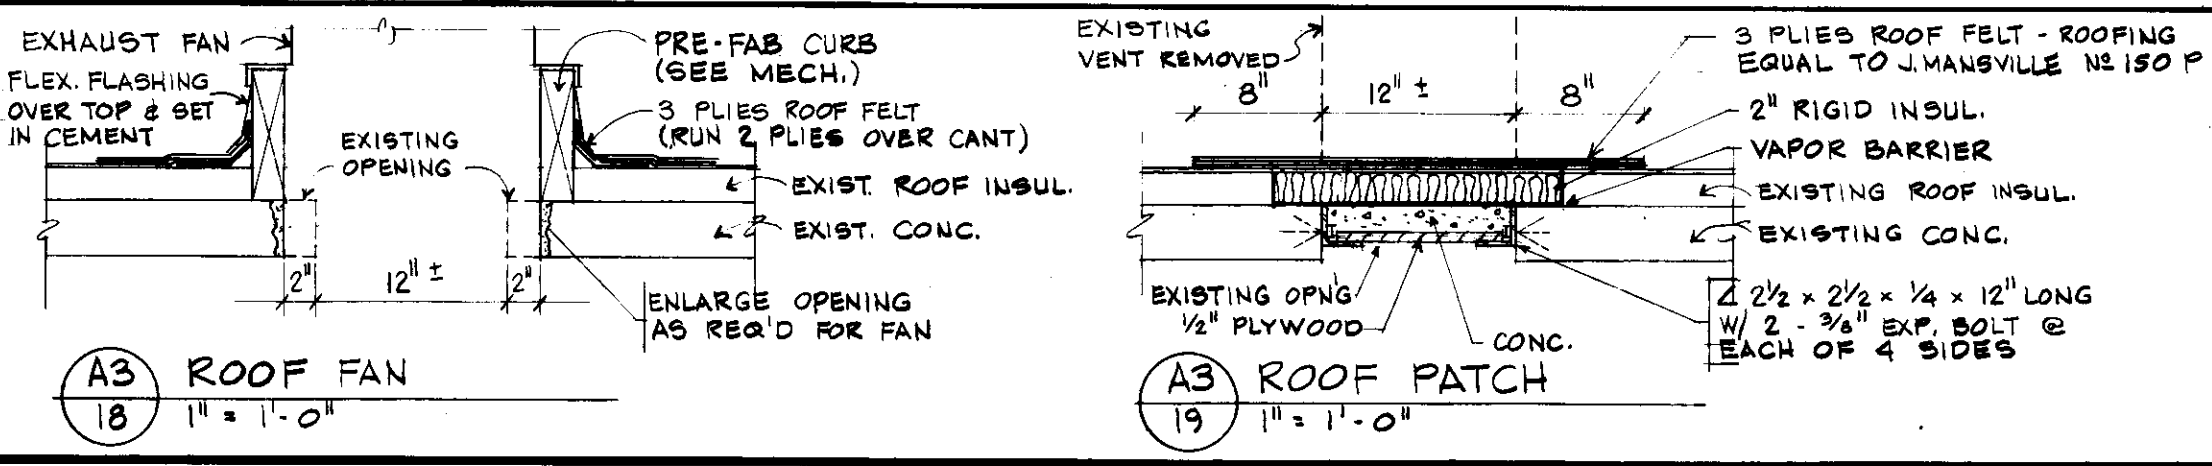 EXHAUST FAN
FLEX. FLASHING
OVER TOP & SET
IN CEMENT
PRE-FAB CURB
(SEE MECH.)
3 PLIES ROOF FELT
(RUN 2 PLIES OVER CANT)
EXISTING
OPENING
EXIST. ROOF INSUL.
EXIST. CONC.
2" 12" ± 2"
ENLARGE OPENING
AS REQ'D FOR FAN
A3
18
ROOF FAN
1" = 1'-0"
EXISTING
VENT REMOVED
8" 12" ± 8"
3 PLIES ROOF FELT - ROOFING
EQUAL TO J. MANSVILLE Nº 150 P
2" RIGID INSUL.
VAPOR BARRIER
EXISTING ROOF INSUL.
EXISTING CONC.
EXISTING OPN'G
1/2" PLYWOOD
CONC.
∠ 2 1/2 x 2 1/2 x 1/4 x 12" LONG
W/ 2 - 3/8" EXP. BOLT @
EACH OF 4 SIDES
A3
19
ROOF PATCH
1" = 1'-0"